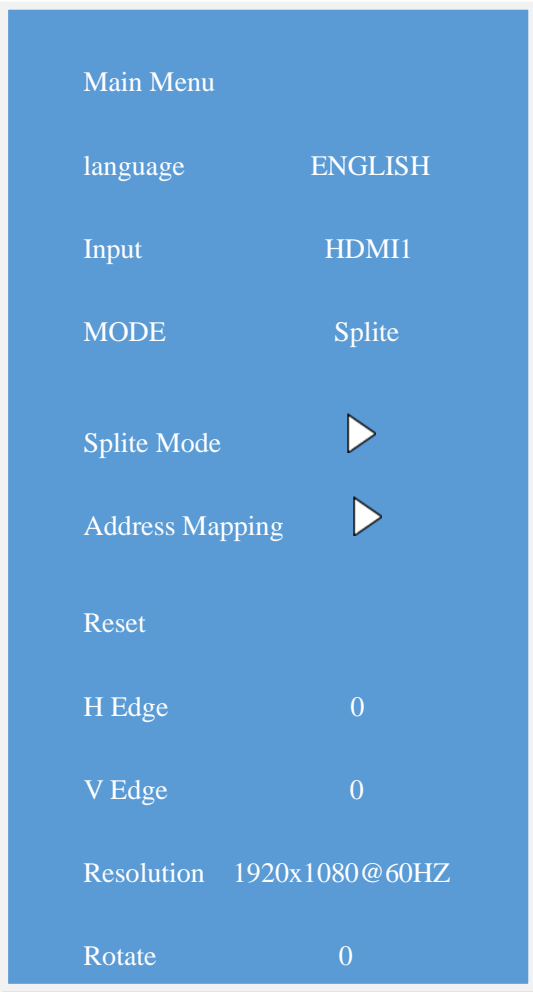 Main Menu
language ENGLISH
Input HDMI1
MODE Splite
Splite Mode
Address Mapping
Reset
H Edge 0
V Edge 0
Resolution 1920x1080@60HZ
Rotate 0